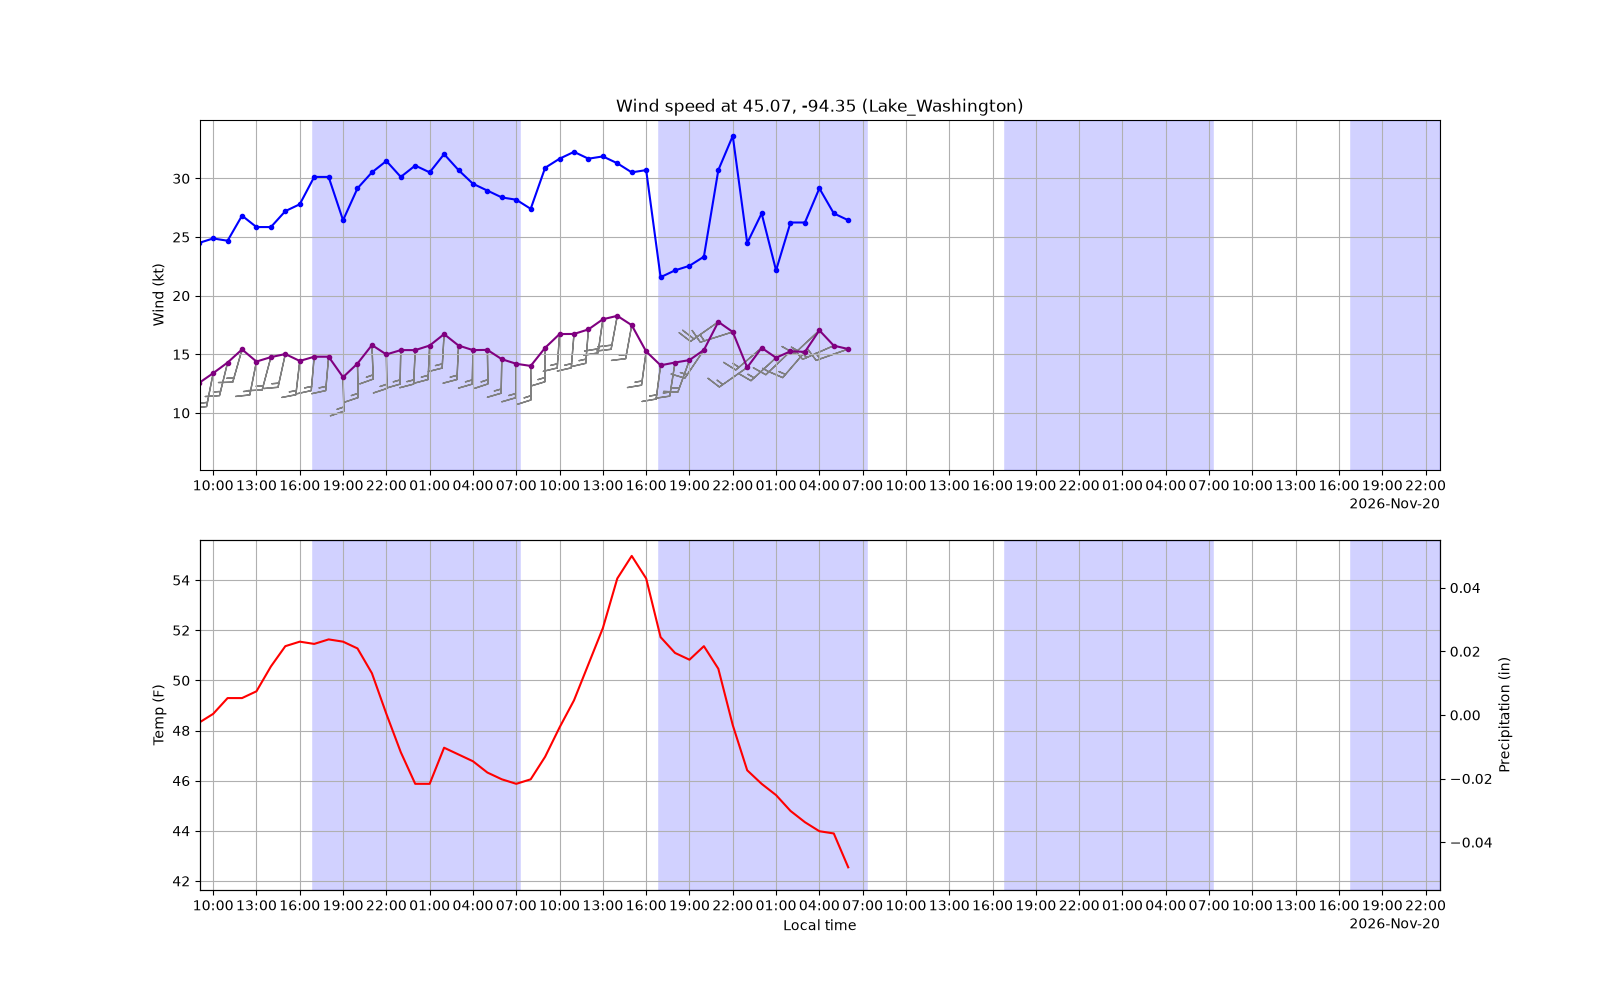 Wind speed at 45.07, -94.35 (Lake_Washington)
30
25
20
15
10
Wind (kt)
10:00 13:00 16:00 19:00 22:00 01:00 04:00 07:00 10:00 13:00 16:00 19:00 22:00 01:00 04:00 07:00 10:00 13:00 16:00 19:00 22:00 01:00 04:00 07:00 10:00 13:00 16:00 19:00 22:00
2026-Nov-20
54
52
50
48
46
44
42
Temp (F)
0.04
0.02
0.00
−0.02
−0.04
Precipitation (in)
10:00 13:00 16:00 19:00 22:00 01:00 04:00 07:00 10:00 13:00 16:00 19:00 22:00 01:00 04:00 07:00 10:00 13:00 16:00 19:00 22:00 01:00 04:00 07:00 10:00 13:00 16:00 19:00 22:00
Local time
2026-Nov-20